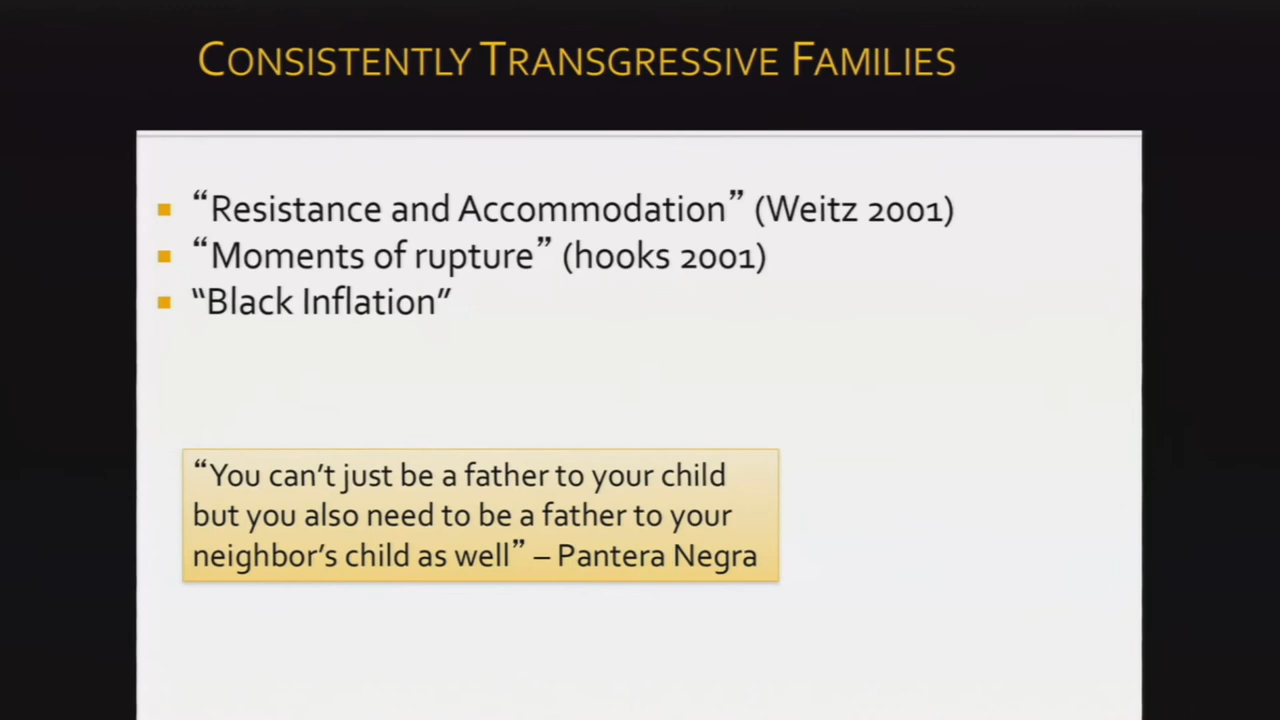 CONSISTENTLY TRANSGRESSIVE FAMILIES
“Resistance and Accommodation” (Weitz 2001)
“Moments of rupture” (hooks 2001)
“Black Inflation”
“You can’t just be a father to your child
but you also need to be a father to your
neighbor’s child as well” – Pantera Negra